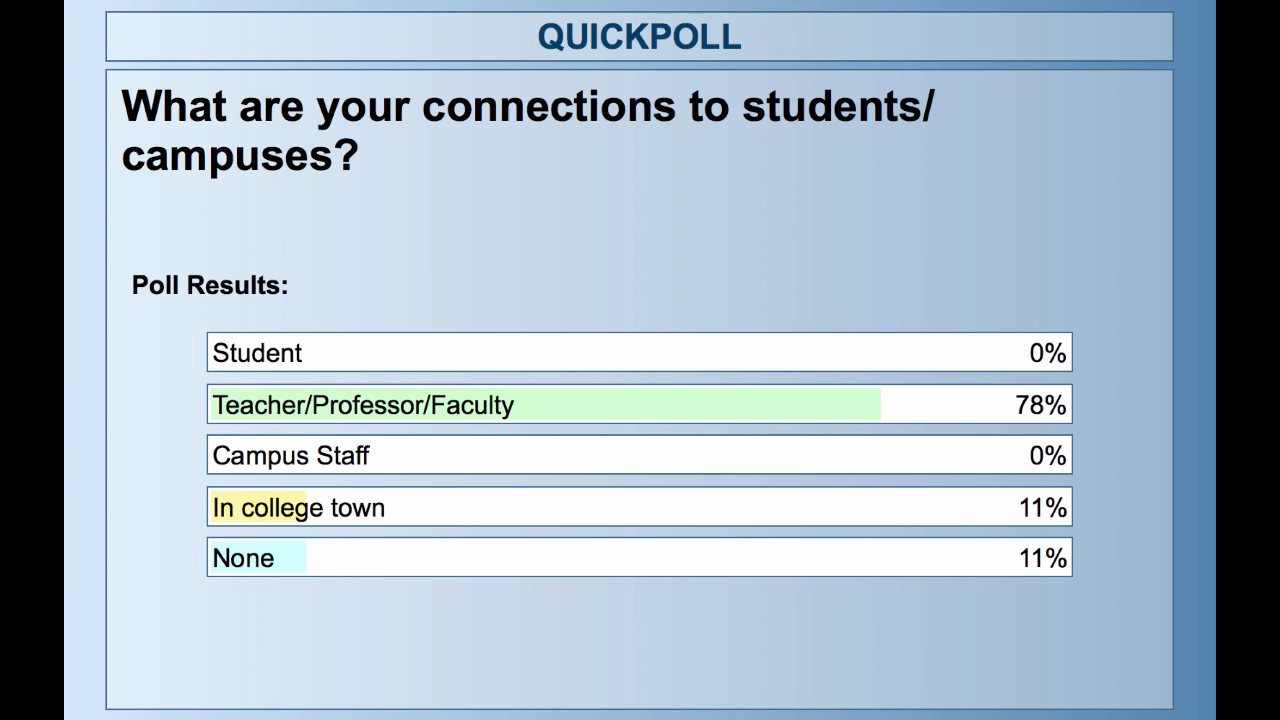 QUICKPOLL
What are your connections to students/
campuses?
Poll Results:
Student 0%
Teacher/Professor/Faculty 78%
Campus Staff 0%
In college town 11%
None 11%